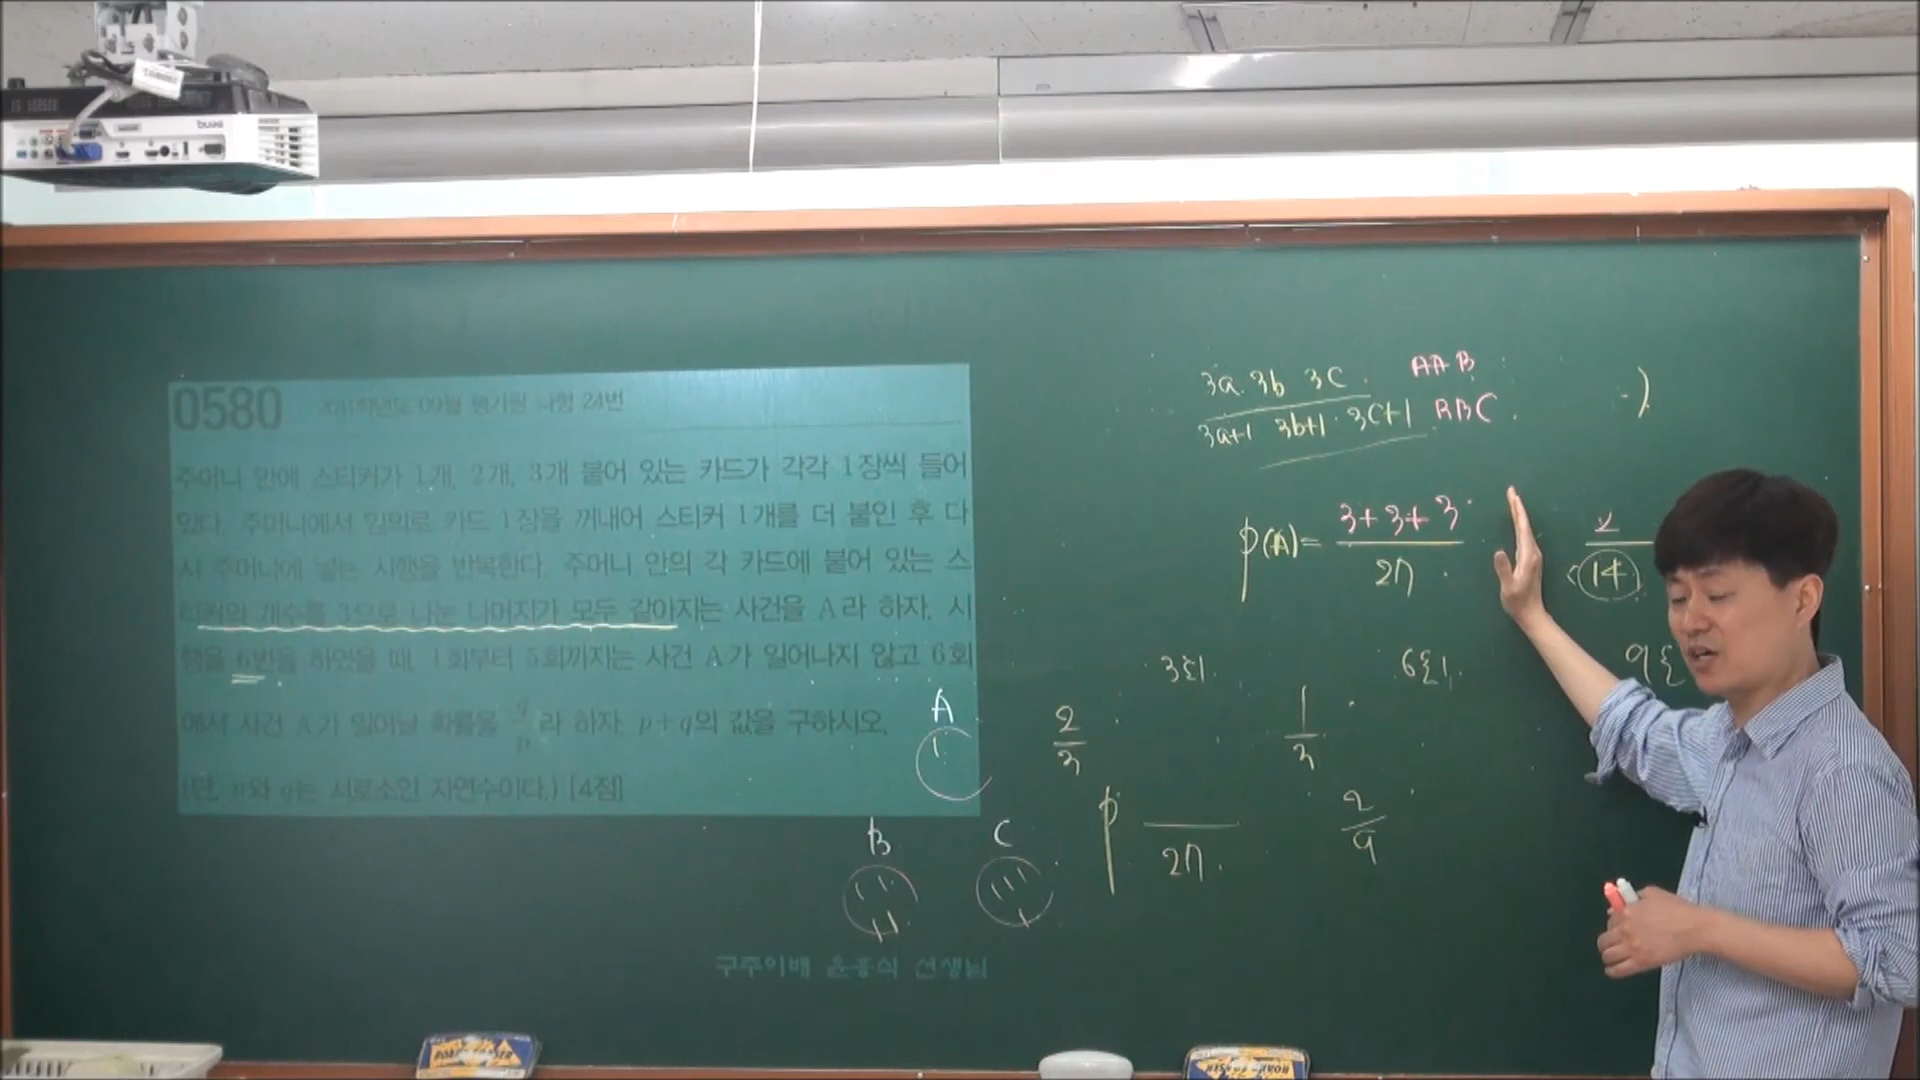 0580 2011학년도 09월 평가원 나형 24번
주머니 안에 스티커가 1개, 2개, 3개 붙어 있는 카드가 각각 1장씩 들어
있다. 주머니에서 임의로 카드 1장을 꺼내어 스티커 1개를 더 붙인 후 다
시 주머니에 넣는 시행을 반복한다. 주머니 안의 각 카드에 붙어 있는 스
티커의 개수를 3으로 나눈 나머지가 모두 같아지는 사건을 A라 하자. 시
행을 6번을 하였을 때, 1회부터 5회까지는 사건 A가 일어나지 않고 6회
에서 사건 A가 일어날 확률을 q/p 라 하자. p+q의 값을 구하시오.
(단, p와 q는 서로소인 자연수이다.) [4점]
구주이배 윤홍식 선생님
A
B C
3a 3b 3c AAB
3a+1 3b+1 3c+1 BBC
p(A)= 3+3+3 / 27
14
3회 6회 9회
2/3 1/3
p 27 2/9